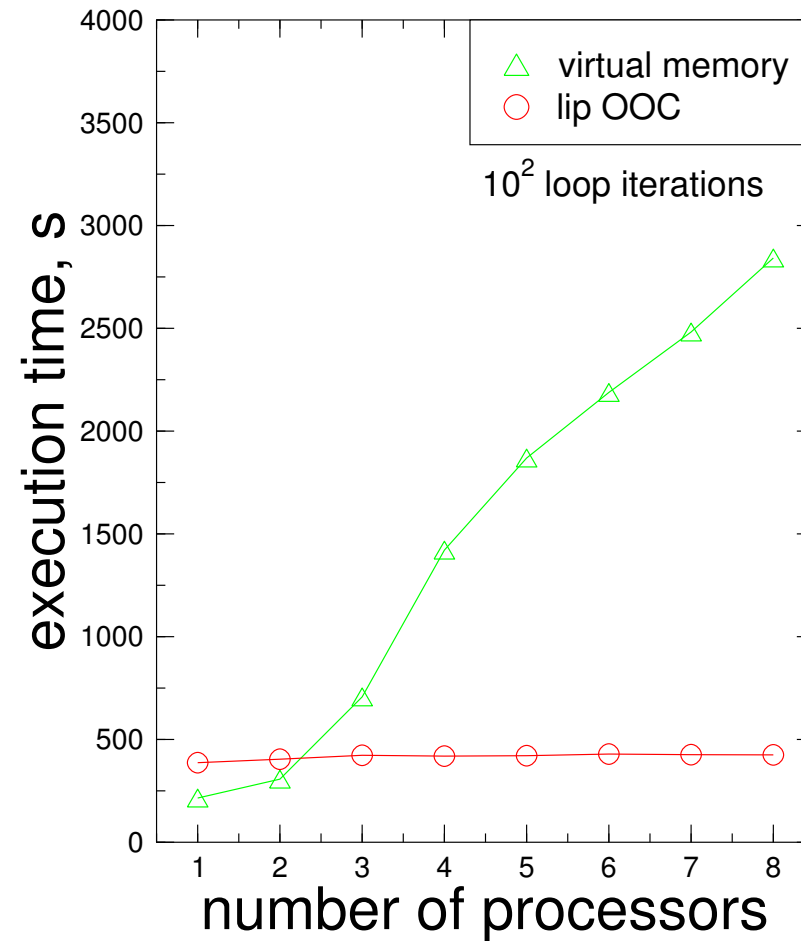 4000
3500
3000
2500
2000
1500
1000
500
0
execution time, s
virtual memory
lip OOC
10² loop iterations
1 2 3 4 5 6 7 8
number of processors